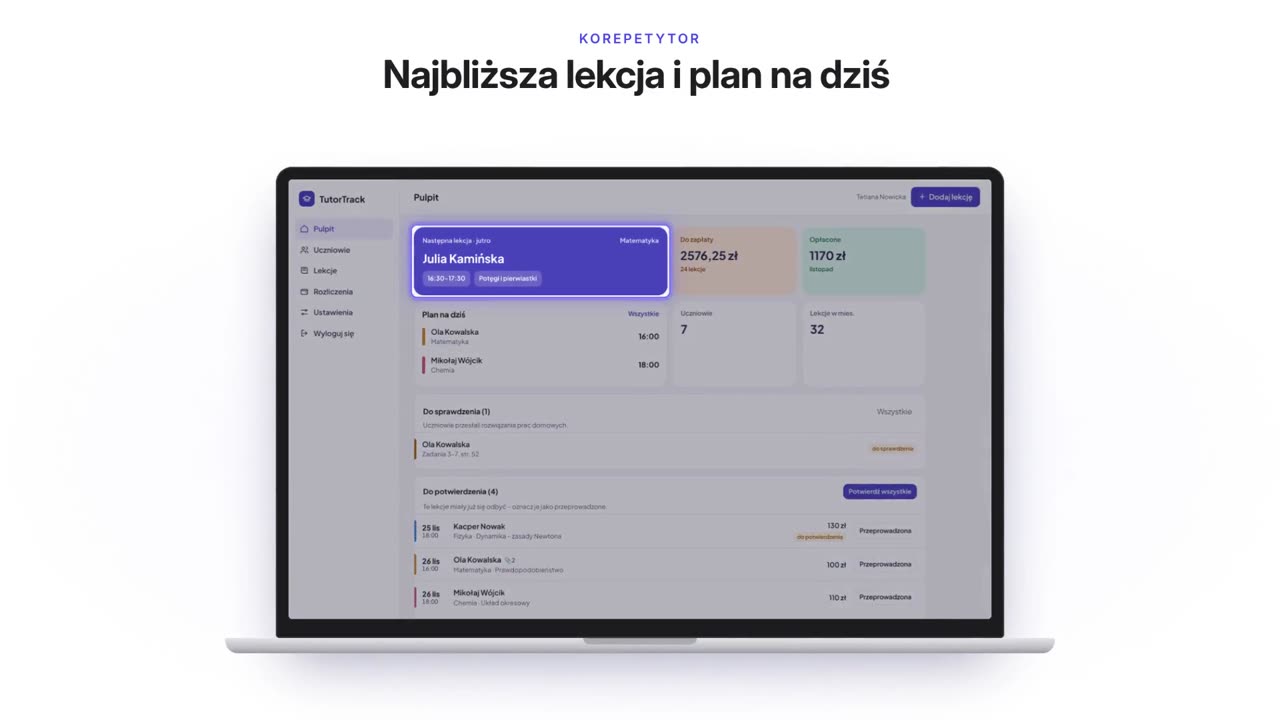 KOREPETYTOR
Najbliższa lekcja i plan na dziś
TutorTrack
Pulpit
Uczniowie
Lekcje
Rozliczenia
Ustawienia
Wyloguj się
Pulpit
Tetiana Nowicka
+ Dodaj lekcję
Następna lekcja · jutro
Matematyka
Julia Kamińska
16:30–17:30
Potęgi i pierwiastki
Do zapłaty
2576,25 zł
24 lekcje
Opłacone
1170 zł
listopad
Plan na dziś
Wszystkie
Ola Kowalska
Matematyka
16:00
Mikołaj Wójcik
Chemia
18:00
Uczniowie
7
Lekcje w mies.
32
Do sprawdzenia (1)
Wszystkie
Uczniowie przesłali rozwiązania prac domowych.
Ola Kowalska
Zadania 3–7, str. 52
do sprawdzenia
Do potwierdzenia (4)
Potwierdź wszystkie
Te lekcje miały już się odbyć – oznacz je jako przeprowadzone.
25 lis
18:00
Kacper Nowak
Fizyka · Dynamika – zasady Newtona
130 zł
do potwierdzenia
Przeprowadzona
26 lis
16:00
Ola Kowalska 2
Matematyka · Prawdopodobieństwo
100 zł
Przeprowadzona
26 lis
18:00
Mikołaj Wójcik
Chemia · Układ okresowy
110 zł
Przeprowadzona